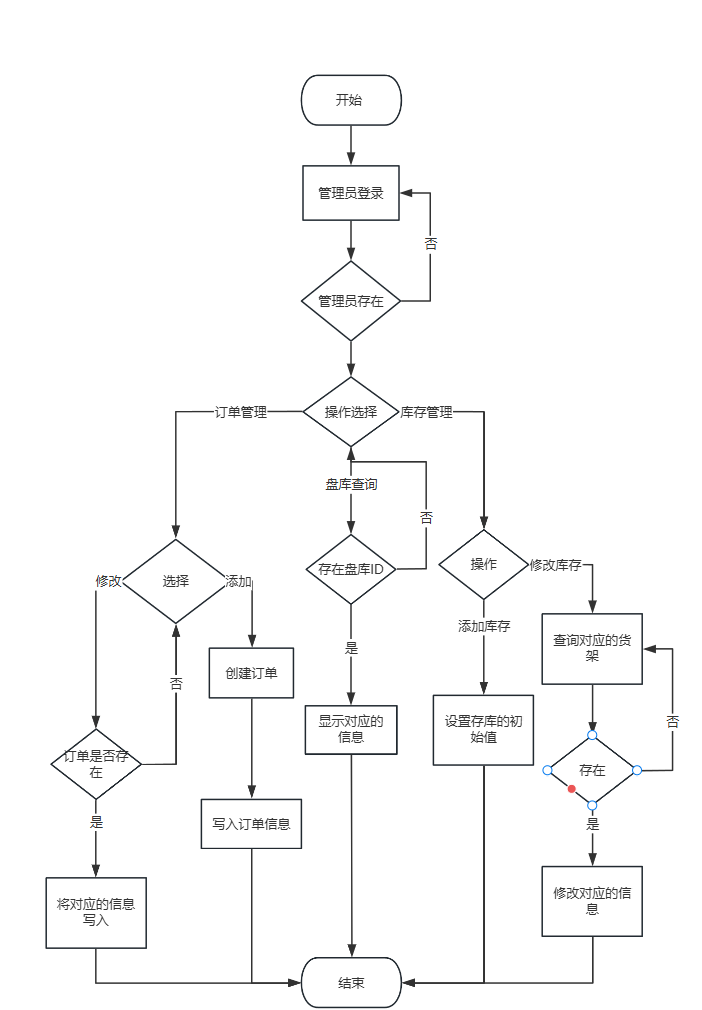 开始
管理员登录
否
管理员存在
订单管理
操作选择
库存管理
盘库查询
否
修改
选择
添加
存在盘库ID
操作
修改库存
添加库存
是
查询对应的货
架
创建订单
否
否
显示对应的
信息
设置存库的初
始值
订单是否存
在
存在
是
写入订单信息
是
将对应的信息
写入
修改对应的信
息
结束